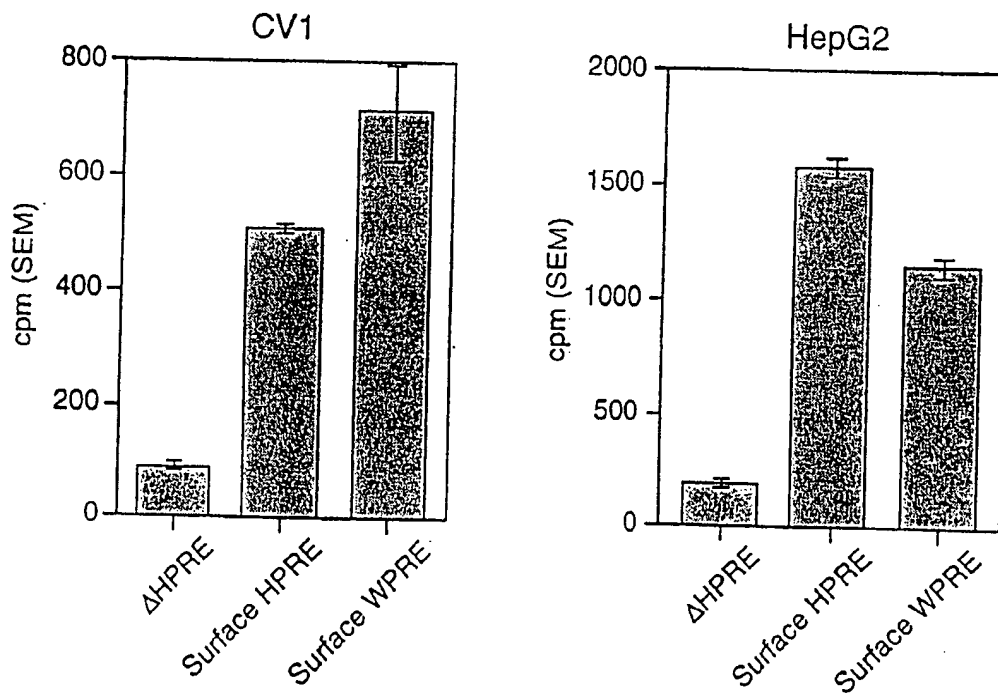 CV1
800
600
400
200
0
cpm (SEM)
ΔHPRE
Surface HPRE
Surface WPRE
HepG2
2000
1500
1000
500
0
cpm (SEM)
ΔHPRE
Surface HPRE
Surface WPRE